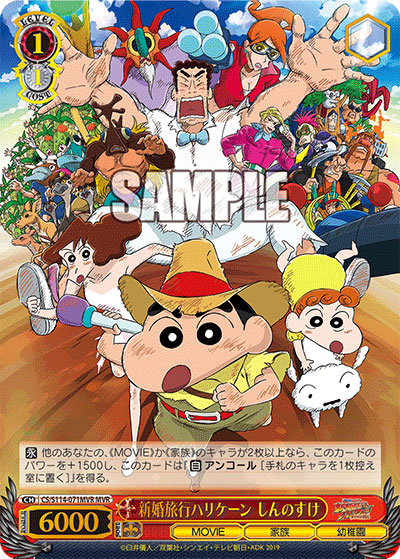 LEVEL
1
1
COST
SAMPLE
永 他のあなたの、《MOVIE》か《家族》のキャラが2枚以上なら、このカードの
パワーを+1500し、このカードは『自 アンコール [手札のキャラを1枚控え
室に置く]』を得る。
CH CS/S114-071MVR MVR
POWER 6000
SOUL
新婚旅行ハリケーン しんのすけ
MOVIE 家族 幼稚園
©臼井儀人/双葉社・シンエイ・テレビ朝日・ADK 2019